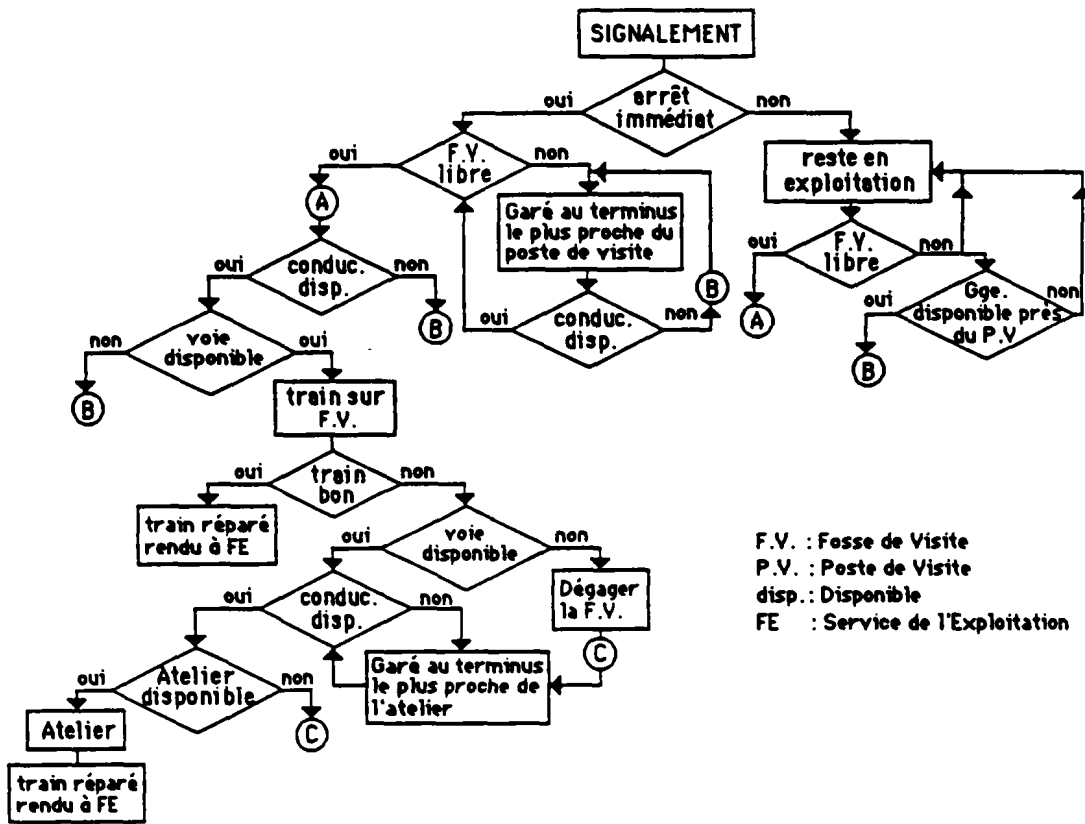 SIGNALEMENT
arrêt
immédiat
oui
non
F.V.
libre
oui
non
reste en
exploitation
A
Garé au terminus
le plus proche du
poste de visite
F.V.
libre
oui
non
conduc.
disp.
oui
non
B
B
A
Gge.
disponible près
du P.V
oui
non
B
conduc.
disp.
oui
non
voie
disponible
non
oui
B
train sur
F.V.
train
bon
oui
non
train réparé
rendu à FE
voie
disponible
oui
non
Dégager
la F.V.
C
conduc.
disp.
oui
non
Garé au terminus
le plus proche de
l'atelier
Atelier
disponible
oui
non
C
Atelier
train réparé
rendu à FE
F.V. : Fosse de Visite
P.V. : Poste de Visite
disp. : Disponible
FE : Service de l'Exploitation